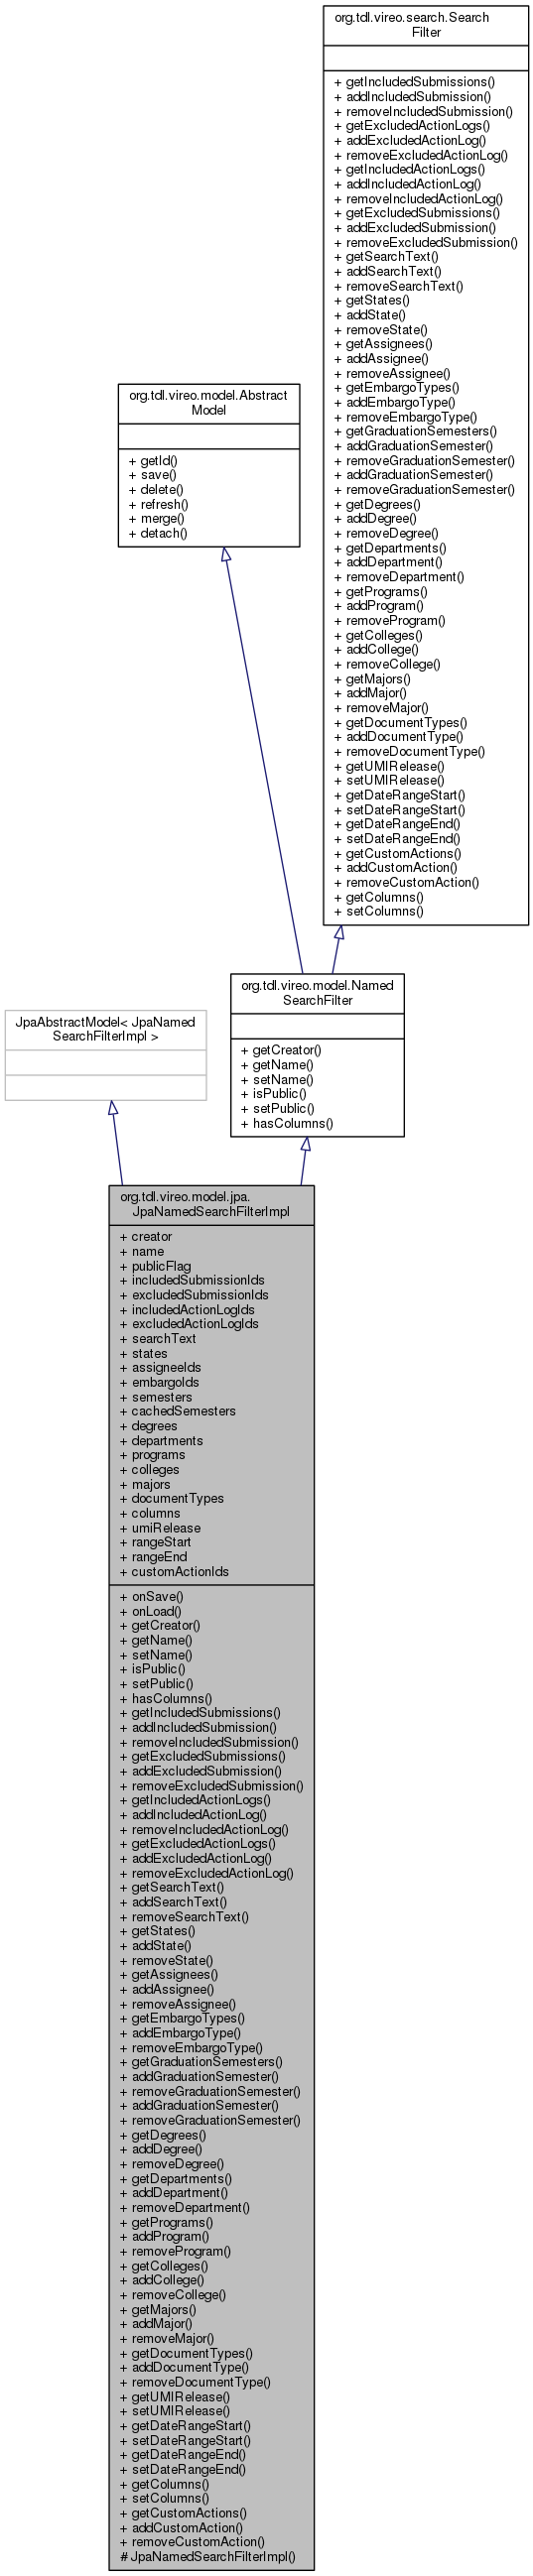 org.tdl.vireo.search.Search
Filter
+ getIncludedSubmissions()
+ addIncludedSubmission()
+ removeIncludedSubmission()
+ getExcludedActionLogs()
+ addExcludedActionLog()
+ removeExcludedActionLog()
+ getIncludedActionLogs()
+ addIncludedActionLog()
+ removeIncludedActionLog()
+ getExcludedSubmissions()
+ addExcludedSubmission()
+ removeExcludedSubmission()
+ getSearchText()
+ addSearchText()
+ removeSearchText()
+ getStates()
+ addState()
+ removeState()
+ getAssignees()
+ addAssignee()
+ removeAssignee()
+ getEmbargoTypes()
+ addEmbargoType()
+ removeEmbargoType()
+ getGraduationSemesters()
+ addGraduationSemester()
+ removeGraduationSemester()
+ addGraduationSemester()
+ removeGraduationSemester()
+ getDegrees()
+ addDegree()
+ removeDegree()
+ getDepartments()
+ addDepartment()
+ removeDepartment()
+ getPrograms()
+ addProgram()
+ removeProgram()
+ getColleges()
+ addCollege()
+ removeCollege()
+ getMajors()
+ addMajor()
+ removeMajor()
+ getDocumentTypes()
+ addDocumentType()
+ removeDocumentType()
+ getUMIRelease()
+ setUMIRelease()
+ getDateRangeStart()
+ setDateRangeStart()
+ getDateRangeEnd()
+ setDateRangeEnd()
+ getCustomActions()
+ addCustomAction()
+ removeCustomAction()
+ getColumns()
+ setColumns()
org.tdl.vireo.model.Abstract
Model
+ getId()
+ save()
+ delete()
+ refresh()
+ merge()
+ detach()
org.tdl.vireo.model.Named
SearchFilter
+ getCreator()
+ getName()
+ setName()
+ isPublic()
+ setPublic()
+ hasColumns()
JpaAbstractModel< JpaNamed
SearchFilterImpl >
org.tdl.vireo.model.jpa.
JpaNamedSearchFilterImpl
+ creator
+ name
+ publicFlag
+ includedSubmissionIds
+ excludedSubmissionIds
+ includedActionLogIds
+ excludedActionLogIds
+ searchText
+ states
+ assigneeIds
+ embargoIds
+ semesters
+ cachedSemesters
+ degrees
+ departments
+ programs
+ colleges
+ majors
+ documentTypes
+ columns
+ umiRelease
+ rangeStart
+ rangeEnd
+ customActionIds
+ onSave()
+ onLoad()
+ getCreator()
+ getName()
+ setName()
+ isPublic()
+ setPublic()
+ hasColumns()
+ getIncludedSubmissions()
+ addIncludedSubmission()
+ removeIncludedSubmission()
+ getExcludedSubmissions()
+ addExcludedSubmission()
+ removeExcludedSubmission()
+ getIncludedActionLogs()
+ addIncludedActionLog()
+ removeIncludedActionLog()
+ getExcludedActionLogs()
+ addExcludedActionLog()
+ removeExcludedActionLog()
+ getSearchText()
+ addSearchText()
+ removeSearchText()
+ getStates()
+ addState()
+ removeState()
+ getAssignees()
+ addAssignee()
+ removeAssignee()
+ getEmbargoTypes()
+ addEmbargoType()
+ removeEmbargoType()
+ getGraduationSemesters()
+ addGraduationSemester()
+ removeGraduationSemester()
+ addGraduationSemester()
+ removeGraduationSemester()
+ getDegrees()
+ addDegree()
+ removeDegree()
+ getDepartments()
+ addDepartment()
+ removeDepartment()
+ getPrograms()
+ addProgram()
+ removeProgram()
+ getColleges()
+ addCollege()
+ removeCollege()
+ getMajors()
+ addMajor()
+ removeMajor()
+ getDocumentTypes()
+ addDocumentType()
+ removeDocumentType()
+ getUMIRelease()
+ setUMIRelease()
+ getDateRangeStart()
+ setDateRangeStart()
+ getDateRangeEnd()
+ setDateRangeEnd()
+ getColumns()
+ setColumns()
+ getCustomActions()
+ addCustomAction()
+ removeCustomAction()
# JpaNamedSearchFilterImpl()